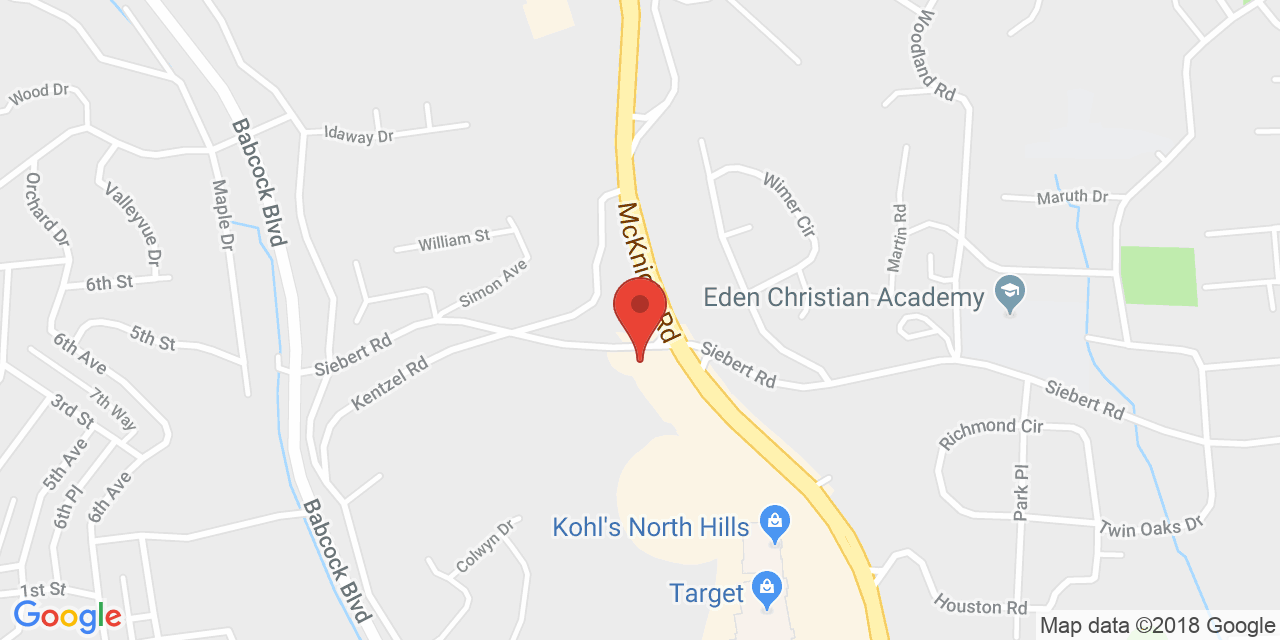 Woodland Rd
Wood Dr
Idaway Dr
Babcock Blvd
Orchard Dr
Valleyvue Dr
Maple Dr
Wimer Cir
Maruth Dr
Martin Rd
William St
McKni
Rd
6th St
Simon Ave
Eden Christian Academy
5th St
6th Ave
Siebert Rd
Kentzel Rd
Siebert Rd
7th Way
3rd St
Siebert Rd
Richmond Cir
5th Ave
6th Pl
6th Ave
Park Pl
Babcock Blvd
Kohl's North Hills
Twin Oaks Dr
Colwyn Dr
Target
1st St
Houston Rd
Google
Map data ©2018 Google